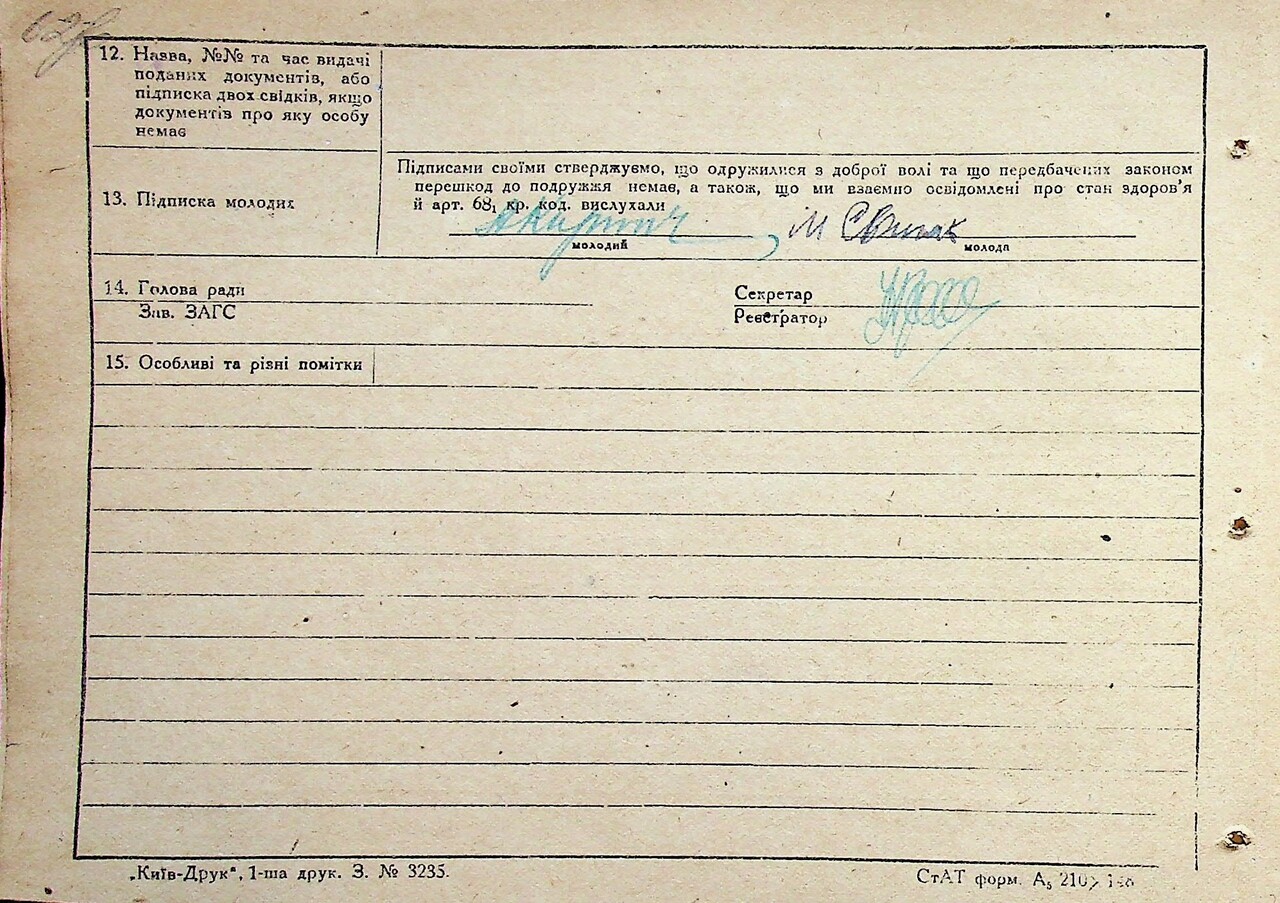 12. Назва, №№ та час видачі
поданих документів, або
підписка двох свідків, якщо
документів про яку особу
немає
Підписами своїми стверджуємо, що одружилися з доброї волі та що передбачених законом
перешкод до подружжя немає, а також, що ми взаємно освідомлені про стан здоров'я
13. Підписка молодих
й арт. 68₁ кр. код. вислухали
молодий
молода
14. Голова ради
Секретар
Зав. ЗАГС
Реєстратор
15. Особливі та різні помітки
„Київ-Друк“, 1-ша друк. З. № 3235.
СтАТ форм. А₅ 210